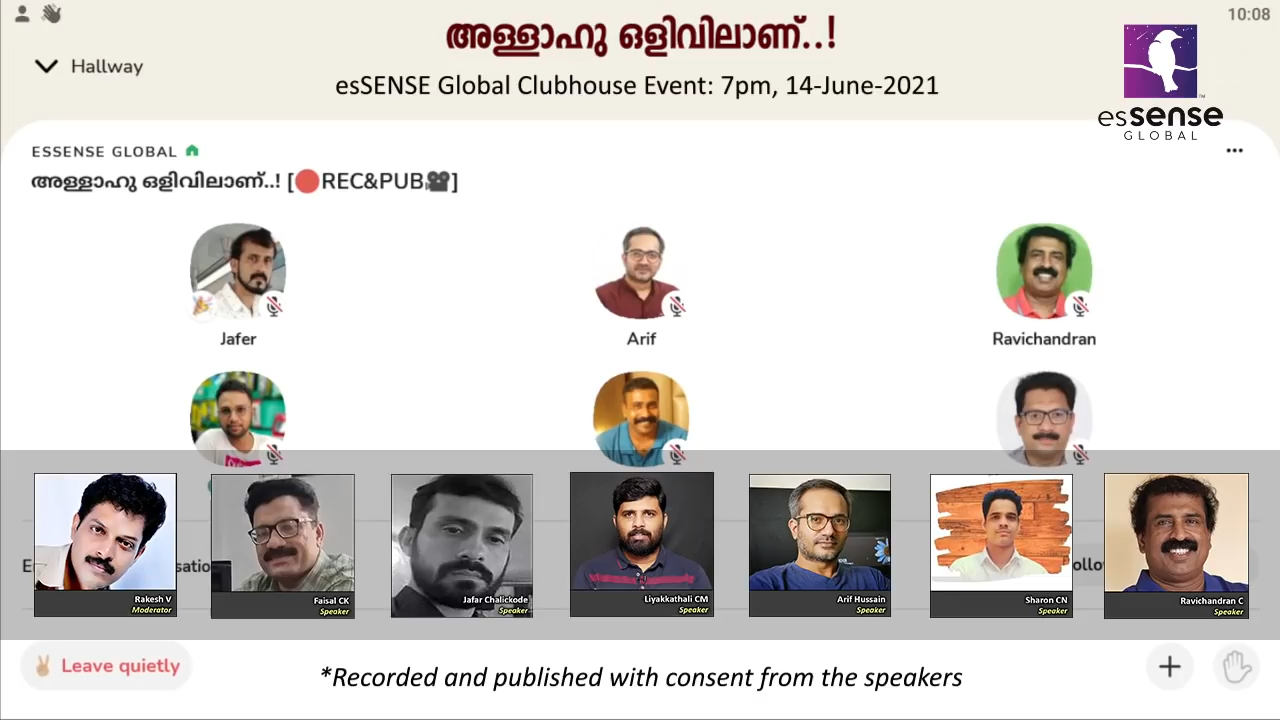 10:08
അള്ളാഹു ഒളിവിലാണ്..!
Hallway
esSENSE Global Clubhouse Event: 7pm, 14-June-2021
essense
GLOBAL
ESSENSE GLOBAL
അള്ളാഹു ഒളിവിലാണ്..! [🔴REC&PUB🎥]
Jafer
Arif
Ravichandran
Rakesh V
Moderator
Faisal CK
Speaker
Jafar Chalickode
Speaker
Liyakkathali CM
Speaker
Arif Hussain
Speaker
Sharon CN
Speaker
Ravichandran C
Speaker
Leave quietly
*Recorded and published with consent from the speakers